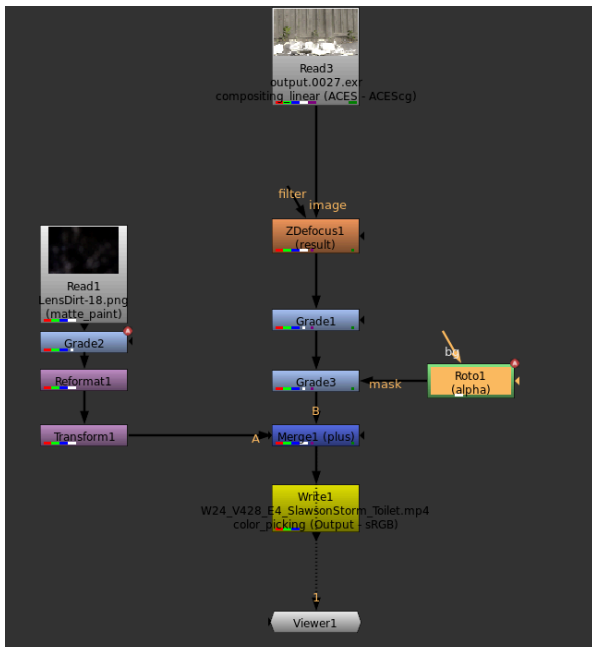 Read3
output.0027.exr
compositing_linear (ACES - ACEScg)
filter
image
ZDefocus1
(result)
Read1
LensDirt-18.png
(matte_paint)
Grade2
Grade1
Reformat1
Grade3
mask
bg
Roto1
(alpha)
B
Transform1
A
Merge1 (plus)
Write1
W24_V428_E4_SlawsonStorm_Toilet.mp4
color_picking (Output - sRGB)
1
Viewer1